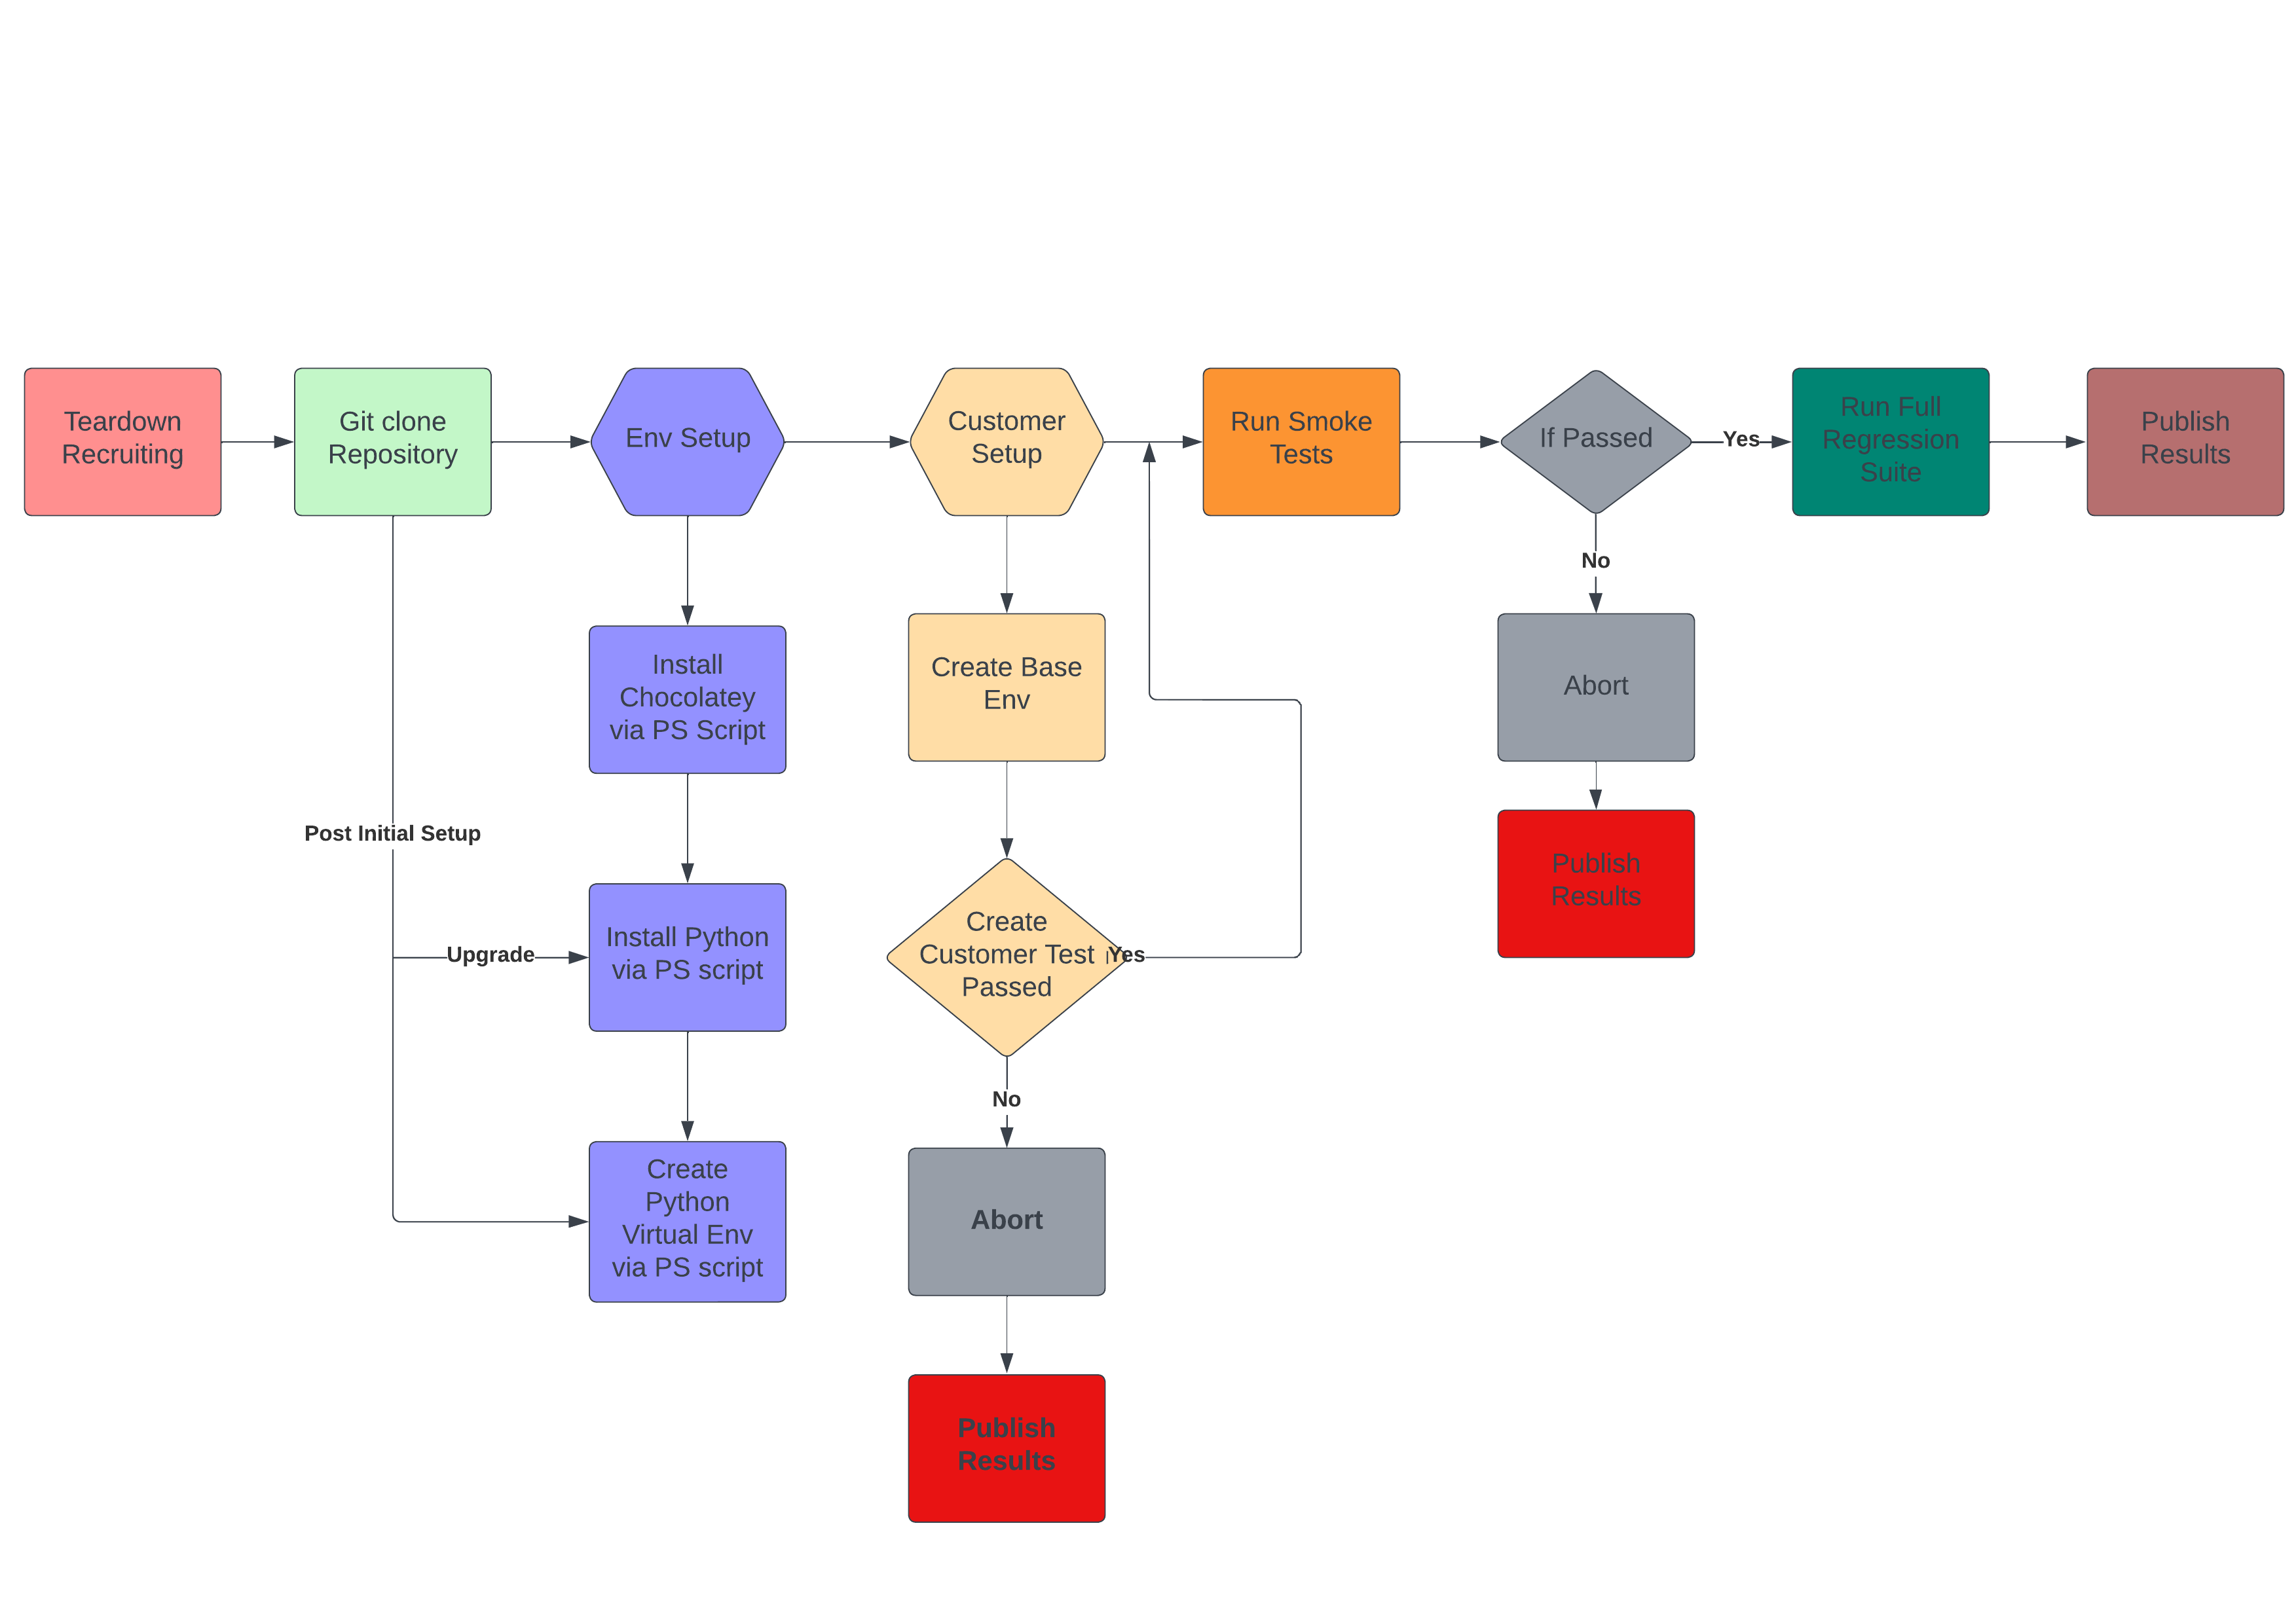 Teardown
Recruiting
Git clone
Repository
Env Setup
Customer
Setup
Run Smoke
Tests
If Passed
Yes
Run Full
Regression
Suite
Publish
Results
No
Install
Chocolatey
via PS Script
Create Base
Env
Abort
Post Initial Setup
Publish
Results
Upgrade
Install Python
via PS script
Create
Customer Test
Passed
Yes
No
Create
Python
Virtual Env
via PS script
Abort
Publish
Results